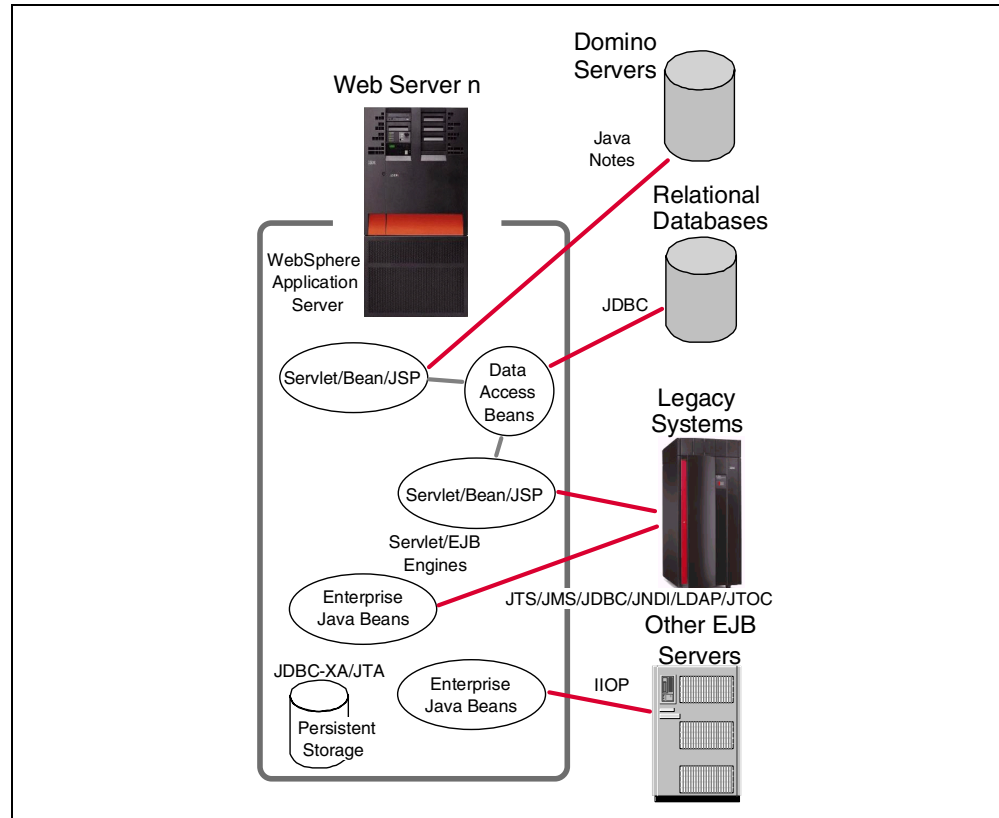 Domino
Servers
Web Server n
Java
Notes
Relational
Databases
WebSphere
Application
Server
JDBC
Servlet/Bean/JSP
Data
Access
Beans
Legacy
Systems
Servlet/Bean/JSP
Servlet/EJB
Engines
Enterprise
Java Beans
JTS/JMS/JDBC/JNDI/LDAP/JTOC
Other EJB
Servers
JDBC-XA/JTA
Persistent
Storage
Enterprise
Java Beans
IIOP